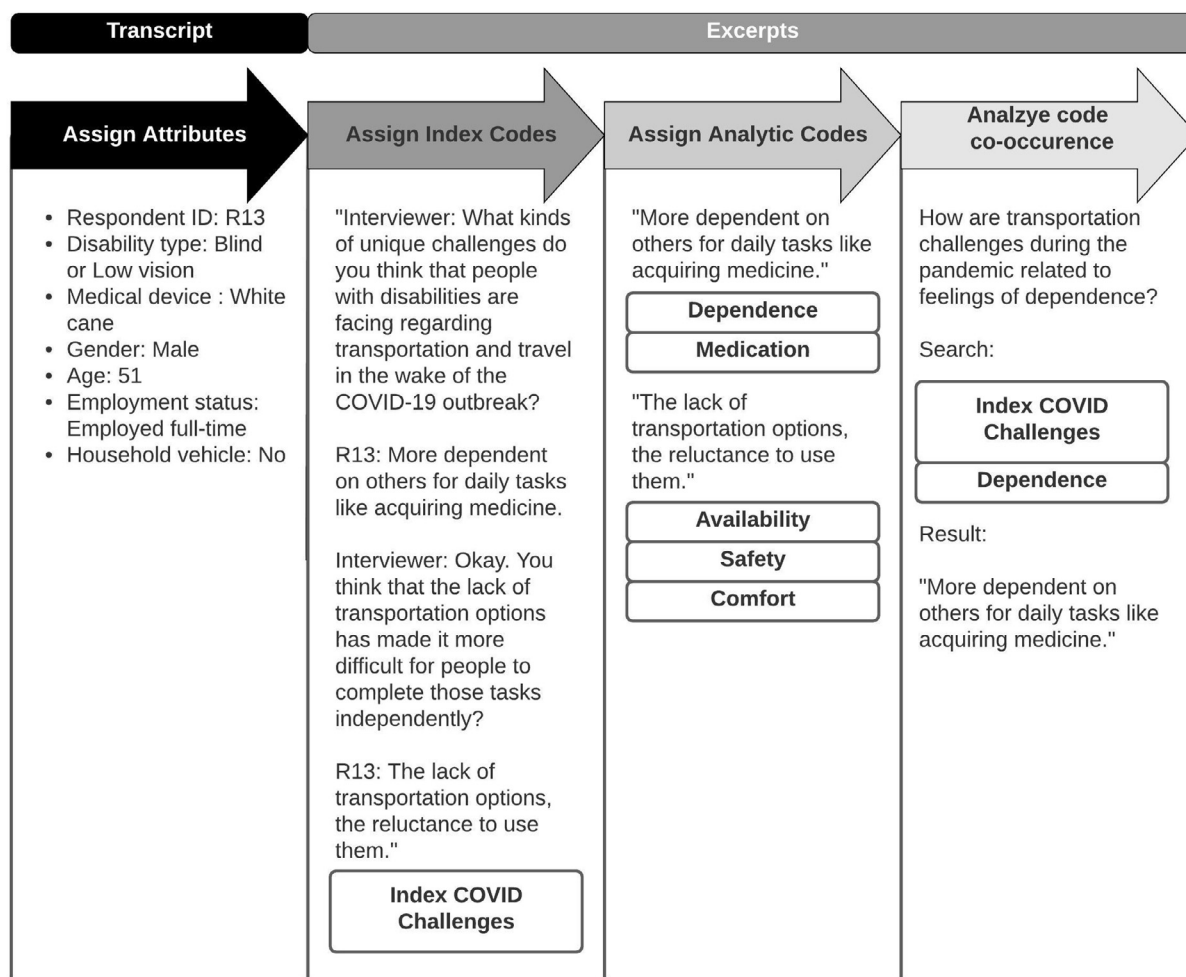 Transcript
Excerpts
Assign Attributes
Assign Index Codes
Assign Analytic Codes
Analzye code
co-occurence
• Respondent ID: R13
• Disability type: Blind
or Low vision
• Medical device : White
cane
• Gender: Male
• Age: 51
• Employment status:
Employed full-time
• Household vehicle: No
"Interviewer: What kinds
of unique challenges do
you think that people
with disabilities are
facing regarding
transportation and travel
in the wake of the
COVID-19 outbreak?
R13: More dependent
on others for daily tasks
like acquiring medicine.
Interviewer: Okay. You
think that the lack of
transportation options
has made it more
difficult for people to
complete those tasks
independently?
R13: The lack of
transportation options,
the reluctance to use
them."
Index COVID
Challenges
"More dependent on
others for daily tasks like
acquiring medicine."
Dependence
Medication
"The lack of
transportation options,
the reluctance to use
them."
Availability
Safety
Comfort
How are transportation
challenges during the
pandemic related to
feelings of dependence?
Search:
Index COVID
Challenges
Dependence
Result:
"More dependent on
others for daily tasks like
acquiring medicine."